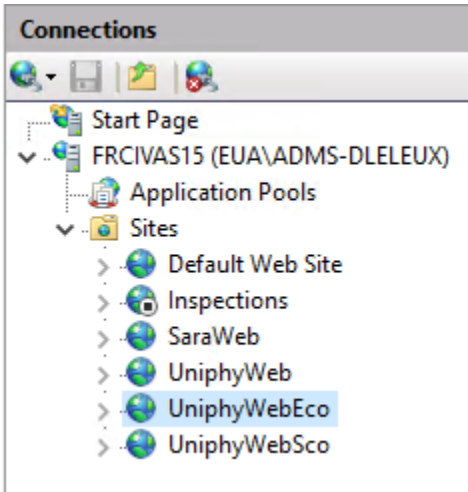 Connections
Start Page
FRCIVAS15 (EUA\ADMS-DLELEUX)
Application Pools
Sites
Default Web Site
Inspections
SaraWeb
UniphyWeb
UniphyWebEco
UniphyWebSco